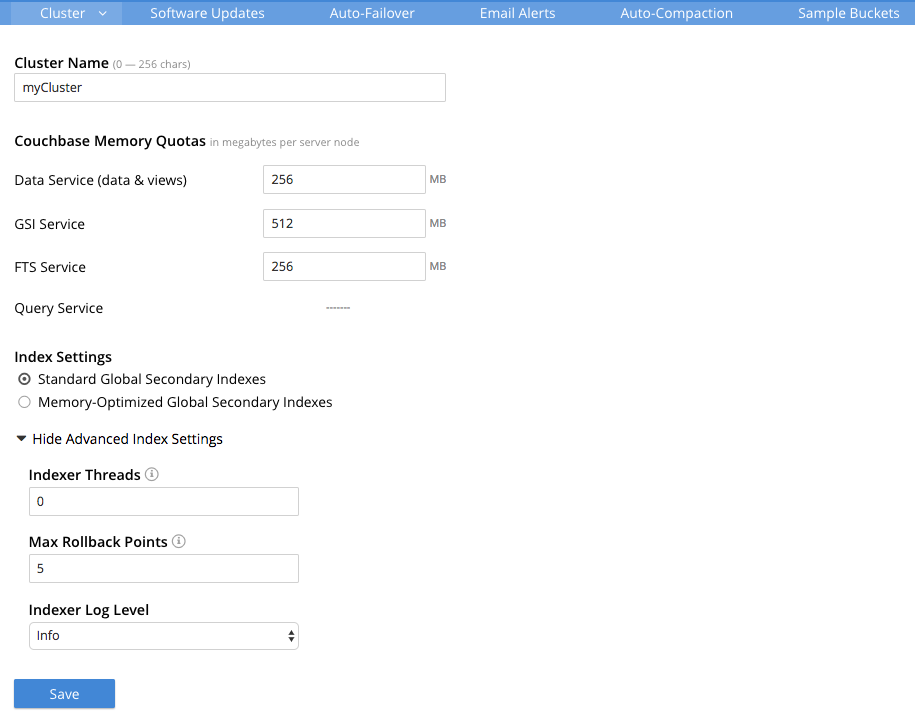 Cluster Software Updates Auto-Failover Email Alerts Auto-Compaction Sample Buckets
Cluster Name (0 — 256 chars)
myCluster
Couchbase Memory Quotas in megabytes per server node
Data Service (data & views) 256 MB
GSI Service 512 MB
FTS Service 256 MB
Query Service -------
Index Settings
Standard Global Secondary Indexes
Memory-Optimized Global Secondary Indexes
Hide Advanced Index Settings
Indexer Threads
0
Max Rollback Points
5
Indexer Log Level
Info
Save